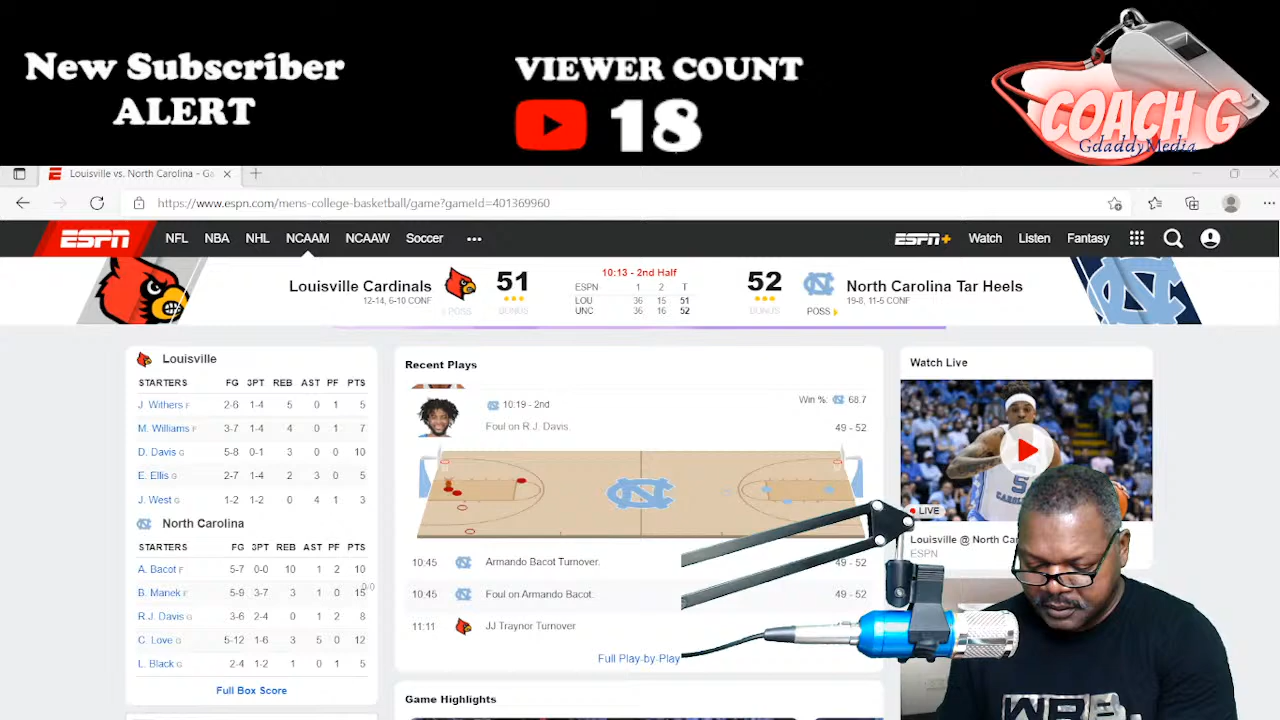 New Subscriber
ALERT
VIEWER COUNT
18
COACH G
GdaddyMedia
Louisville vs. North Carolina - Ga
https://www.espn.com/mens-college-basketball/game?gameId=401369960
ESPN NFL NBA NHL NCAAM NCAAW Soccer ••• ESPN+ Watch Listen Fantasy
Louisville Cardinals 51
12-14, 6-10 CONF
POSS BONUS
10:13 - 2nd Half
ESPN 1 2 T
LOU 36 15 51
UNC 36 16 52
52 North Carolina Tar Heels
19-8, 11-5 CONF
BONUS POSS
Louisville
STARTERS FG 3PT REB AST PF PTS
J. Withers F 2-6 1-4 5 0 1 5
M. Williams F 3-7 1-4 4 0 1 7
D. Davis G 5-8 0-1 3 0 0 10
E. Ellis G 2-7 1-4 2 3 0 5
J. West G 1-2 1-2 0 4 1 3
North Carolina
STARTERS FG 3PT REB AST PF PTS
A. Bacot F 5-7 0-0 10 1 2 10
B. Manek F 5-9 3-7 3 1 0 15
0-0
R.J. Davis G 3-6 2-4 0 1 2 8
C. Love G 5-12 1-6 3 5 0 12
L. Black G 2-4 1-2 1 0 1 5
Full Box Score
Recent Plays
10:19 - 2nd
Foul on R.J. Davis.
Win %: 68.7
49 - 52
10:45 Armando Bacot Turnover. 49 - 52
10:45 Foul on Armando Bacot. 49 - 52
11:11 JJ Traynor Turnover
Full Play-by-Play
Game Highlights
Watch Live
5
LIVE
Louisville @ North Ca
ESPN